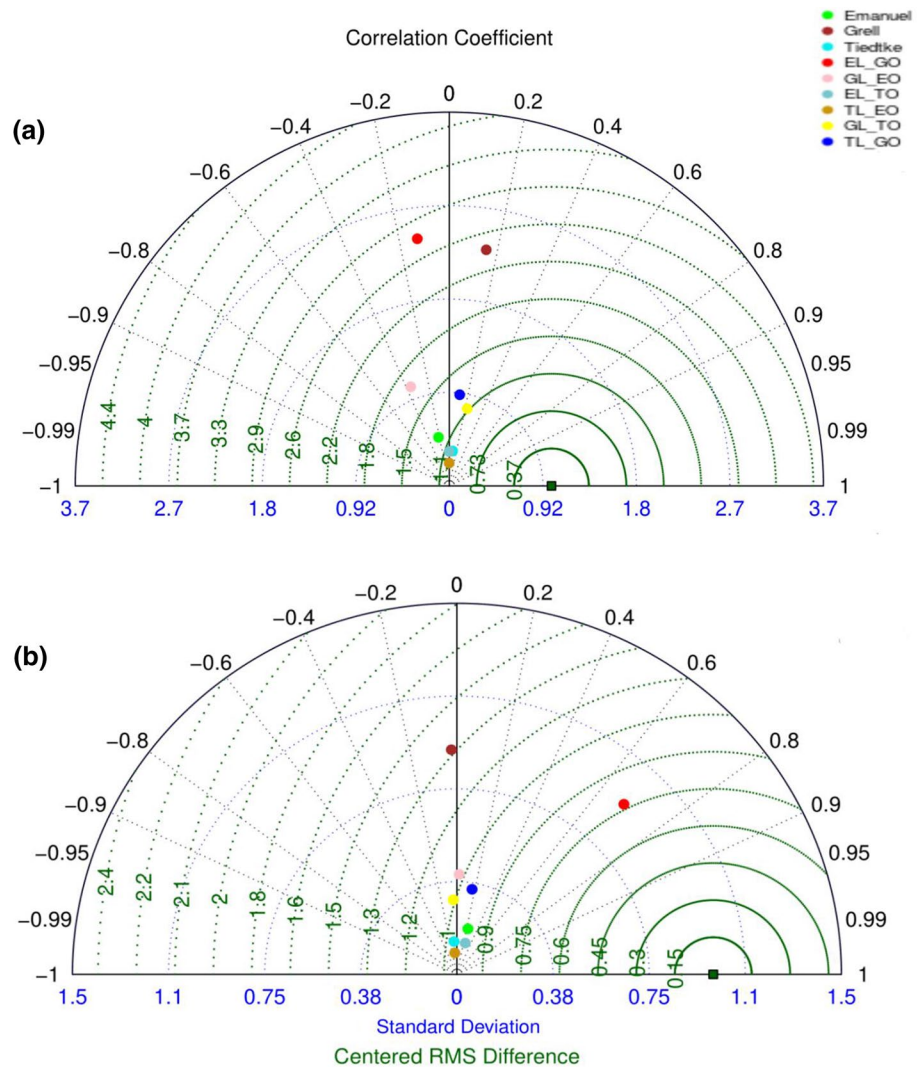 Emanuel
Grell
Tiedtke
EL_GO
GL_EO
EL_TO
TL_EO
GL_TO
TL_GO
Correlation Coefficient
(a)
0
−0.2 0.2
−0.4 0.4
−0.6 0.6
−0.8 0.8
−0.9 0.9
−0.95 0.95
−0.99 0.99
−1 1
4.4 4 3.7 3.3 2.9 2.6 2.2 1.8 1.5 1.1 0.73 0.37
3.7 2.7 1.8 0.92 0 0.92 1.8 2.7 3.7
(b)
0
−0.2 0.2
−0.4 0.4
−0.6 0.6
−0.8 0.8
−0.9 0.9
−0.95 0.95
−0.99 0.99
−1 1
2.4 2.2 2.1 2 1.8 1.6 1.5 1.3 1.2 1 0.9 0.75 0.6 0.45 0.3 0.15
1.5 1.1 0.75 0.38 0 0.38 0.75 1.1 1.5
Standard Deviation
Centered RMS Difference